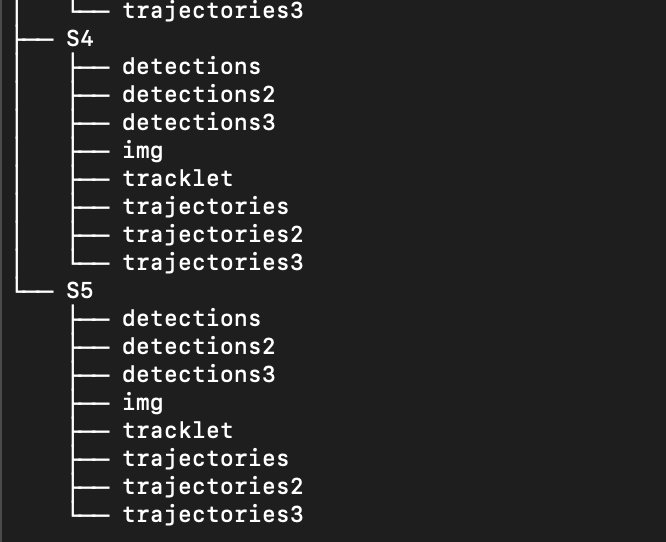 trajectories3
S4
detections
detections2
detections3
img
tracklet
trajectories
trajectories2
trajectories3
S5
detections
detections2
detections3
img
tracklet
trajectories
trajectories2
trajectories3